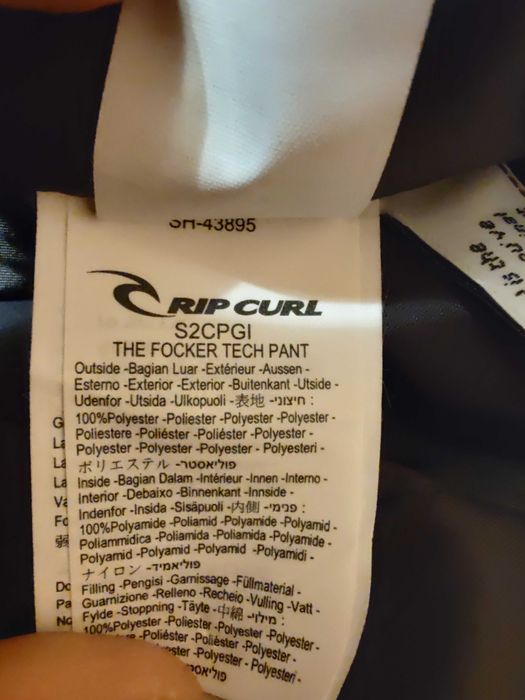 SH-43895
RIP CURL
S2CPGI
THE FOCKER TECH PANT
Outside -Bagian Luar -Extérieur -Aussen -
Esterno -Exterior -Exterior -Buitenkant -Utside -
Udenfor -Utsida -Ulkopuoli -表地 -חיצוני :
100%Polyester -Poliester -Polyester -Polyester -
Poliestere -Poliéster -Poliéster -Polyester -
Polyester -Polyester -Polyester -Polyesteri -
ポリエステル -פוליאסטר
Inside -Bagian Dalam -Intérieur -Innen -Interno -
Interior -Debaixo -Binnenkant -Innside -
Indenfor -Insida -Sisäpuoli -内側 -פנימי :
100%Polyamide -Poliamid -Polyamide -Polyamid -
Poliammidica -Poliamida -Poliamida -Polyamide -
Polyamid -Polyamid -Polyamid -Polyamidi -
ナイロン -פוליאמיד
Filling -Pengisi -Garnissage -Füllmaterial -
Guarnizione -Relleno -Recheio -Vulling -Vatt -
Fylde -Stoppning -Täyte -中綿 -מילוי :
100%Polyester -Poliester -Polyester -Polyester -
-Poliéster -Poliéster -Polyester -
-Polyester -Polyesteri -
is the